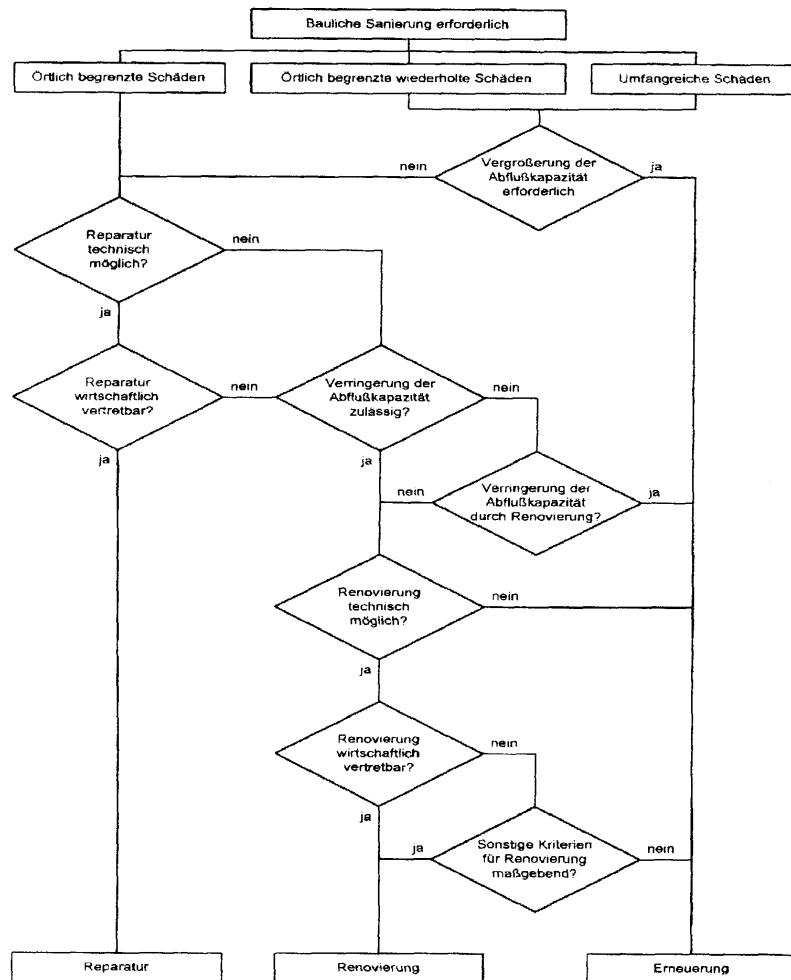 Bauliche Sanierung erforderlich
Örtlich begrenzte Schäden
Örtlich begrenzte wiederholte Schäden
Umfangreiche Schäden
nein
Vergroßerung der
Abflußkapazität
erforderlich
ja
Reparatur
technisch
möglich?
nein
ja
Reparatur
wirtschaftlich
vertretbar?
nein
Verringerung der
Abflußkapazität
zulässig?
nein
ja
ja
nein
Verringerung der
Abflußkapazität
durch Renovierung?
ja
Renovierung
technisch
möglich?
nein
ja
Renovierung
wirtschaftlich
vertretbar?
nein
ja
ja
Sonstige Kriterien
für Renovierung
maßgebend?
nein
Reparatur
Renovierung
Erneuerung